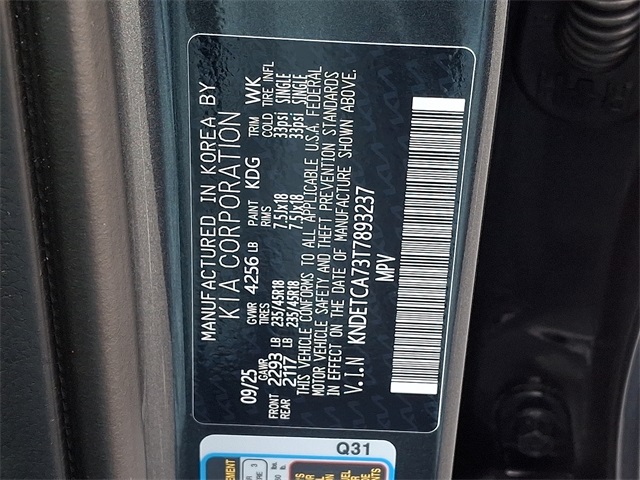 MANUFACTURED IN KOREA BY
KIA CORPORATION
09/25 GVWR 4256 LB PAINT KDG TRIM WK
GAWR TIRES RIMS COLD TIRE INFL
FRONT 2293 LB 235/45R18 7.5Jx18 33psi SINGLE
REAR 2117 LB 235/45R18 7.5Jx18 33psi SINGLE
THIS VEHICLE CONFORMS TO ALL APPLICABLE U.S.A. FEDERAL
MOTOR VEHICLE SAFETY AND THEFT PREVENTION STANDARDS
IN EFFECT ON THE DATE OF MANUFACTURE SHOWN ABOVE.
V.I.N KNDETCA73T7893237
MPV
Q31